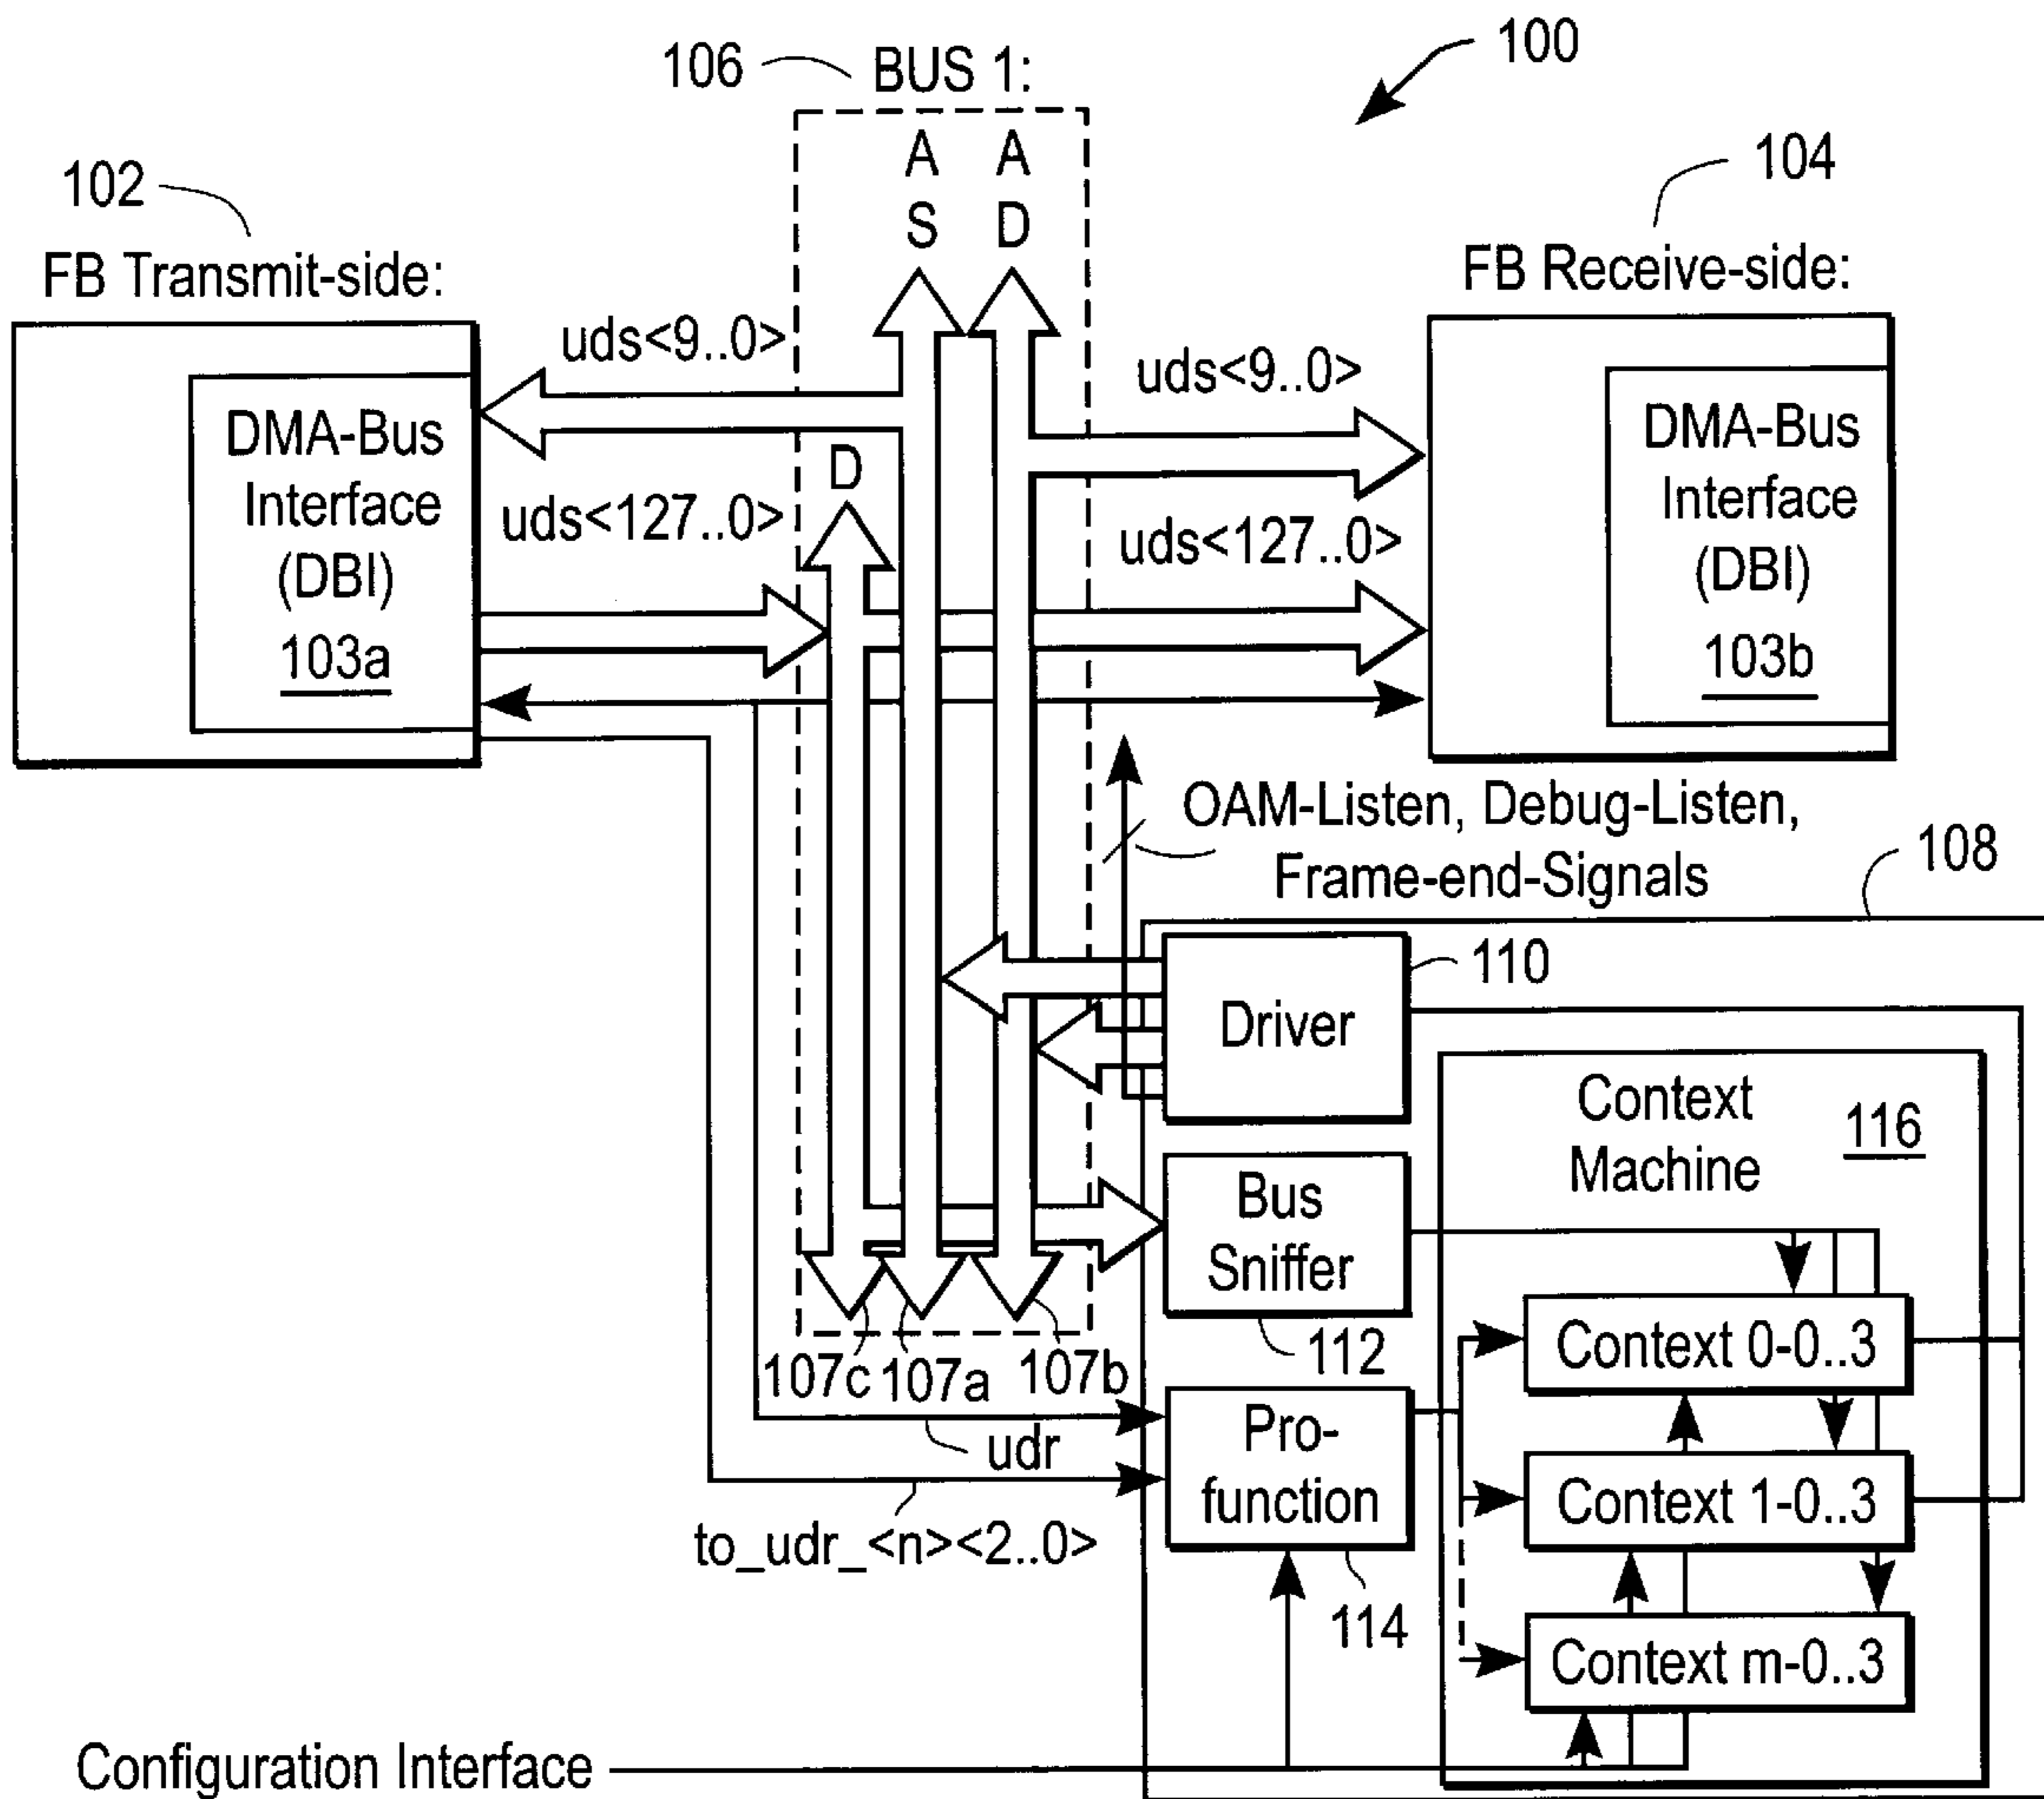 100
106
BUS 1:
A A
S D
102
104
FB Transmit-side:
FB Receive-side:
uds<9..0>
uds<9..0>
DMA-Bus
Interface
(DBI)
103a
D
uds<127..0>
uds<127..0>
DMA-Bus
Interface
(DBI)
103b
OAM-Listen, Debug-Listen,
Frame-end-Signals
108
Driver
110
Context
Machine
116
Bus
Sniffer
112
107c
107a
107b
Context 0-0..3
Pro-
function
udr
Context 1-0..3
to_udr_<n><2..0>
114
Context m-0..3
Configuration Interface